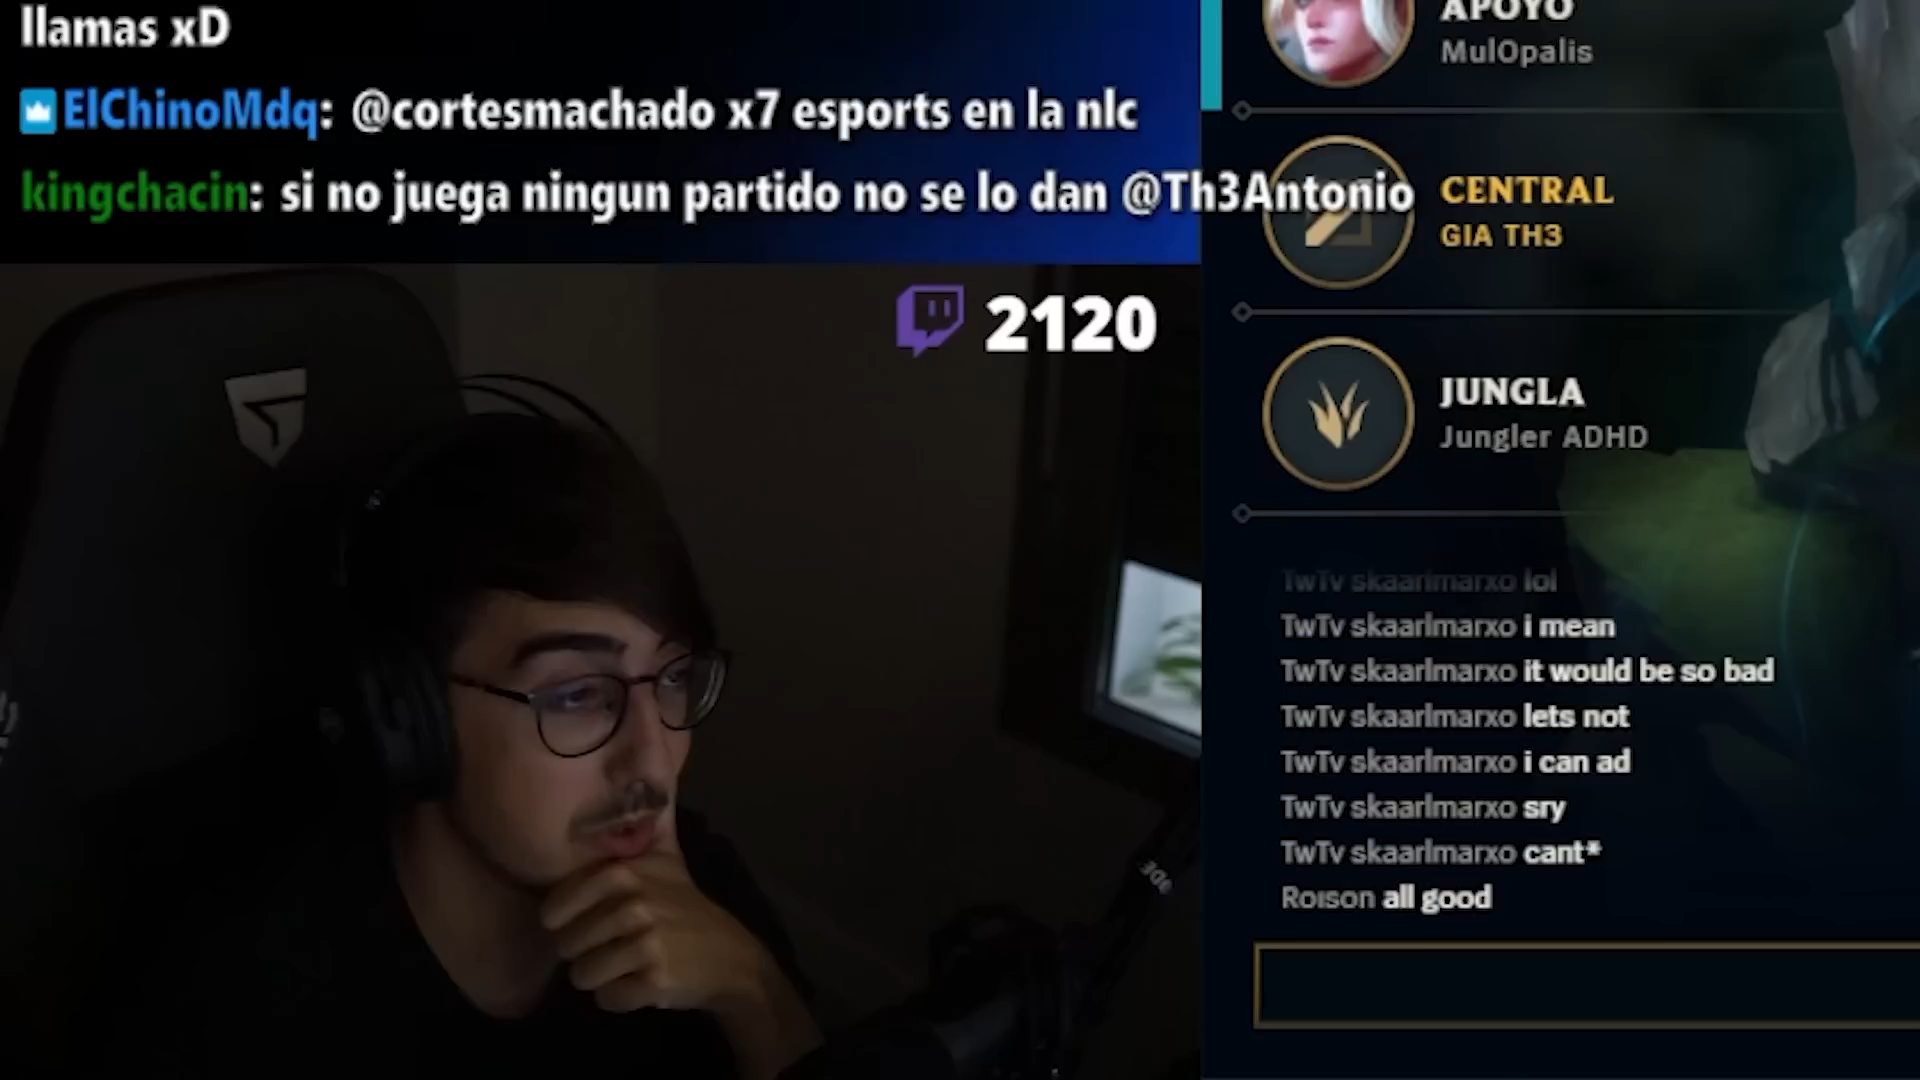 llamas xD
ElChinoMdq: @cortesmachado x7 esports en la nlc
kingchacin: si no juega ningun partido no se lo dan @Th3Antonio
2120
APOYO
MulOpalis
CENTRAL
GIA TH3
JUNGLA
Jungler ADHD
TwTv skaarlmarxo lol
TwTv skaarlmarxo i mean
TwTv skaarlmarxo it would be so bad
TwTv skaarlmarxo lets not
TwTv skaarlmarxo i can ad
TwTv skaarlmarxo sry
TwTv skaarlmarxo cant*
Roison all good